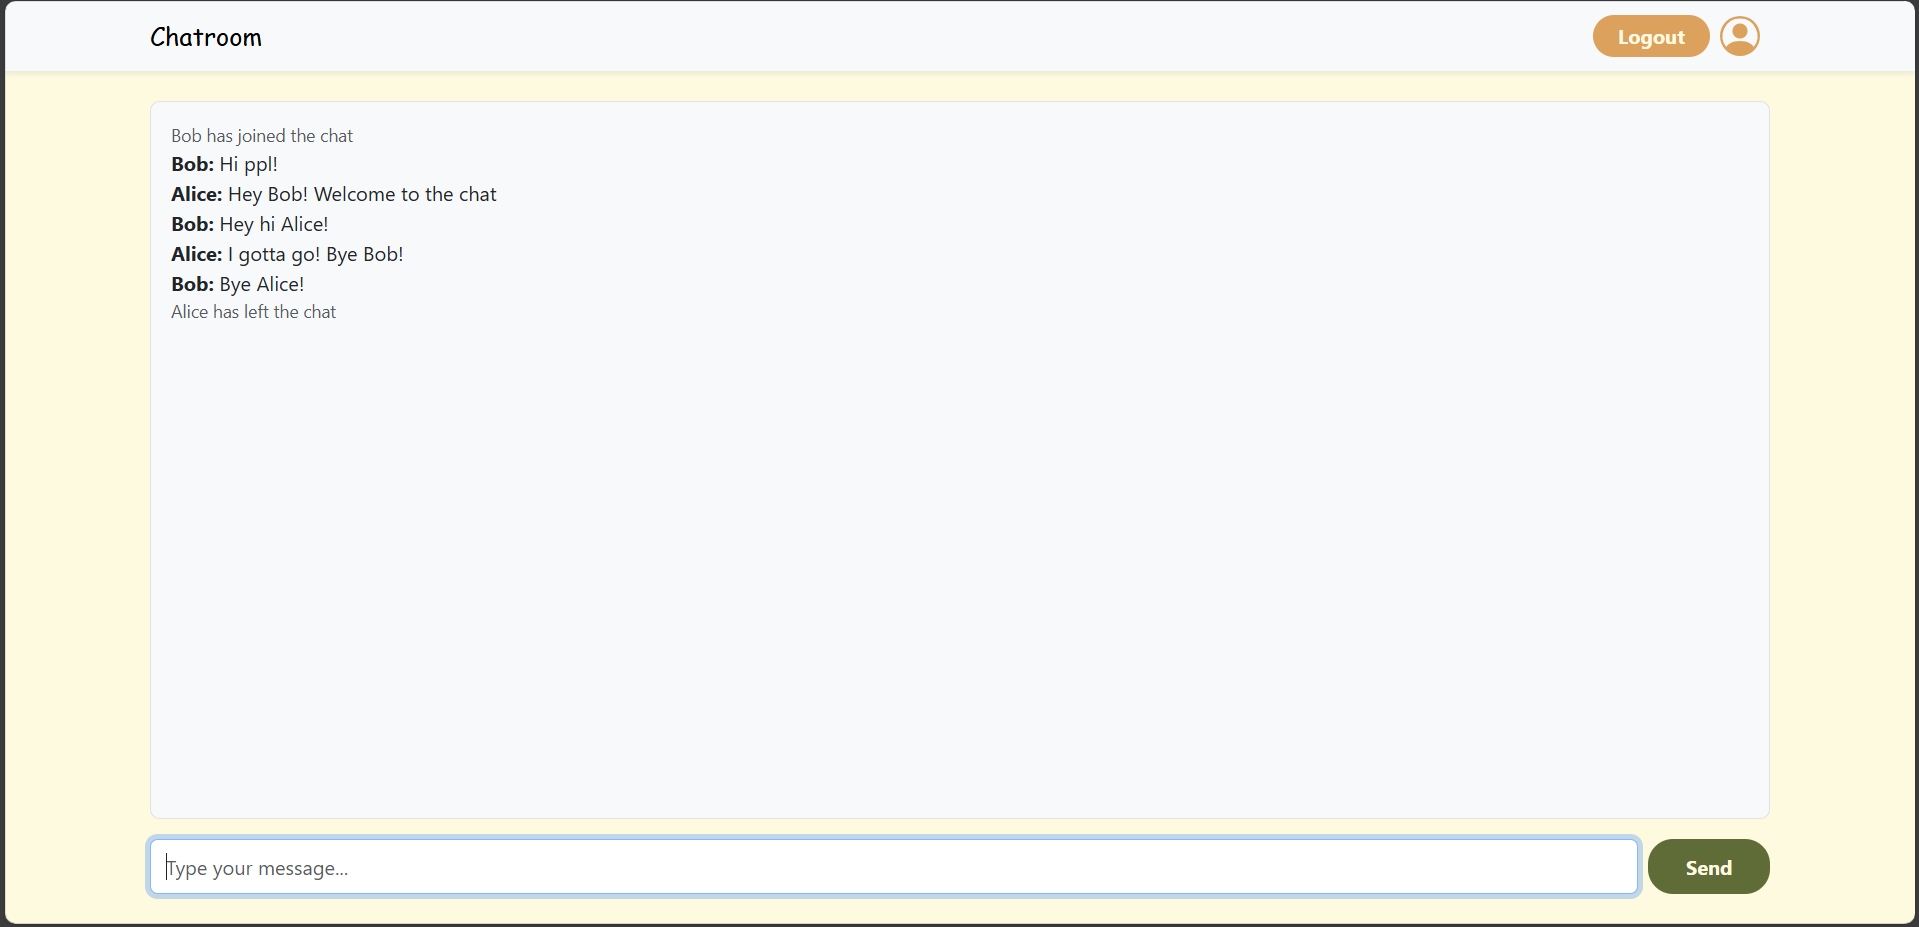 Chatroom
Logout
Bob has joined the chat
Bob: Hi ppl!
Alice: Hey Bob! Welcome to the chat
Bob: Hey hi Alice!
Alice: I gotta go! Bye Bob!
Bob: Bye Alice!
Alice has left the chat
Type your message...
Send